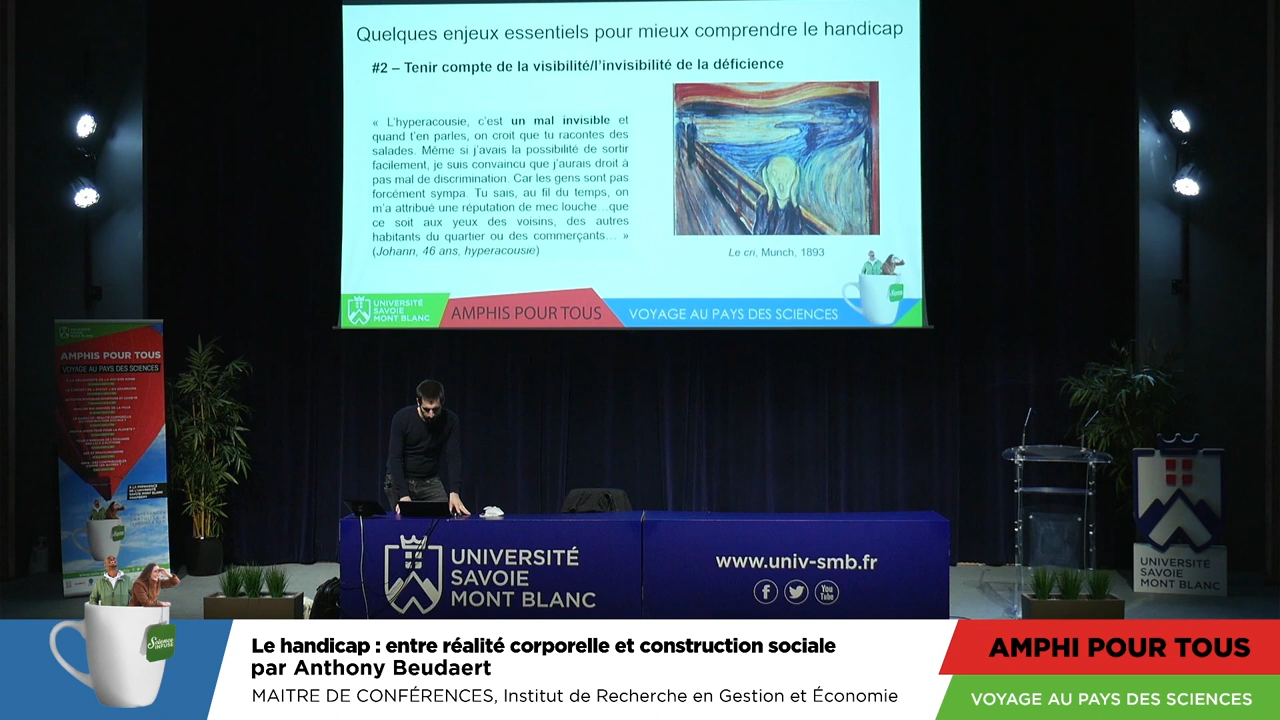 Quelques enjeux essentiels pour mieux comprendre le handicap
#2 – Tenir compte de la visibilité/l'invisibilité de la déficience
« L'hyperacousie, c'est un mal invisible et
quand t'en parles, on croit que tu racontes des
salades. Même si j'avais la possibilité de sortir
facilement, je suis convaincu que j'aurais droit à
pas mal de discrimination. Car les gens sont pas
forcément sympa. Tu sais, au fil du temps, on
m'a attribué une réputation de mec louche…que
ce soit aux yeux des voisins, des autres
habitants du quartier ou des commerçants… »
(Johann, 46 ans, hyperacousie)
Le cri, Munch, 1893
UNIVERSITÉ
SAVOIE
MONT BLANC
AMPHIS POUR TOUS
VOYAGE AU PAYS DES SCIENCES
AMPHIS POUR TOUS
VOYAGE AU PAYS DES SCIENCES
UNIVERSITÉ
SAVOIE
MONT BLANC
www.univ-smb.fr
You
Tube
UNIVERSITÉ
SAVOIE
MONT BLANC
Science
INFUSE
Le handicap : entre réalité corporelle et construction sociale
par Anthony Beudaert
MAITRE DE CONFÉRENCES, Institut de Recherche en Gestion et Économie
AMPHI POUR TOUS
VOYAGE AU PAYS DES SCIENCES